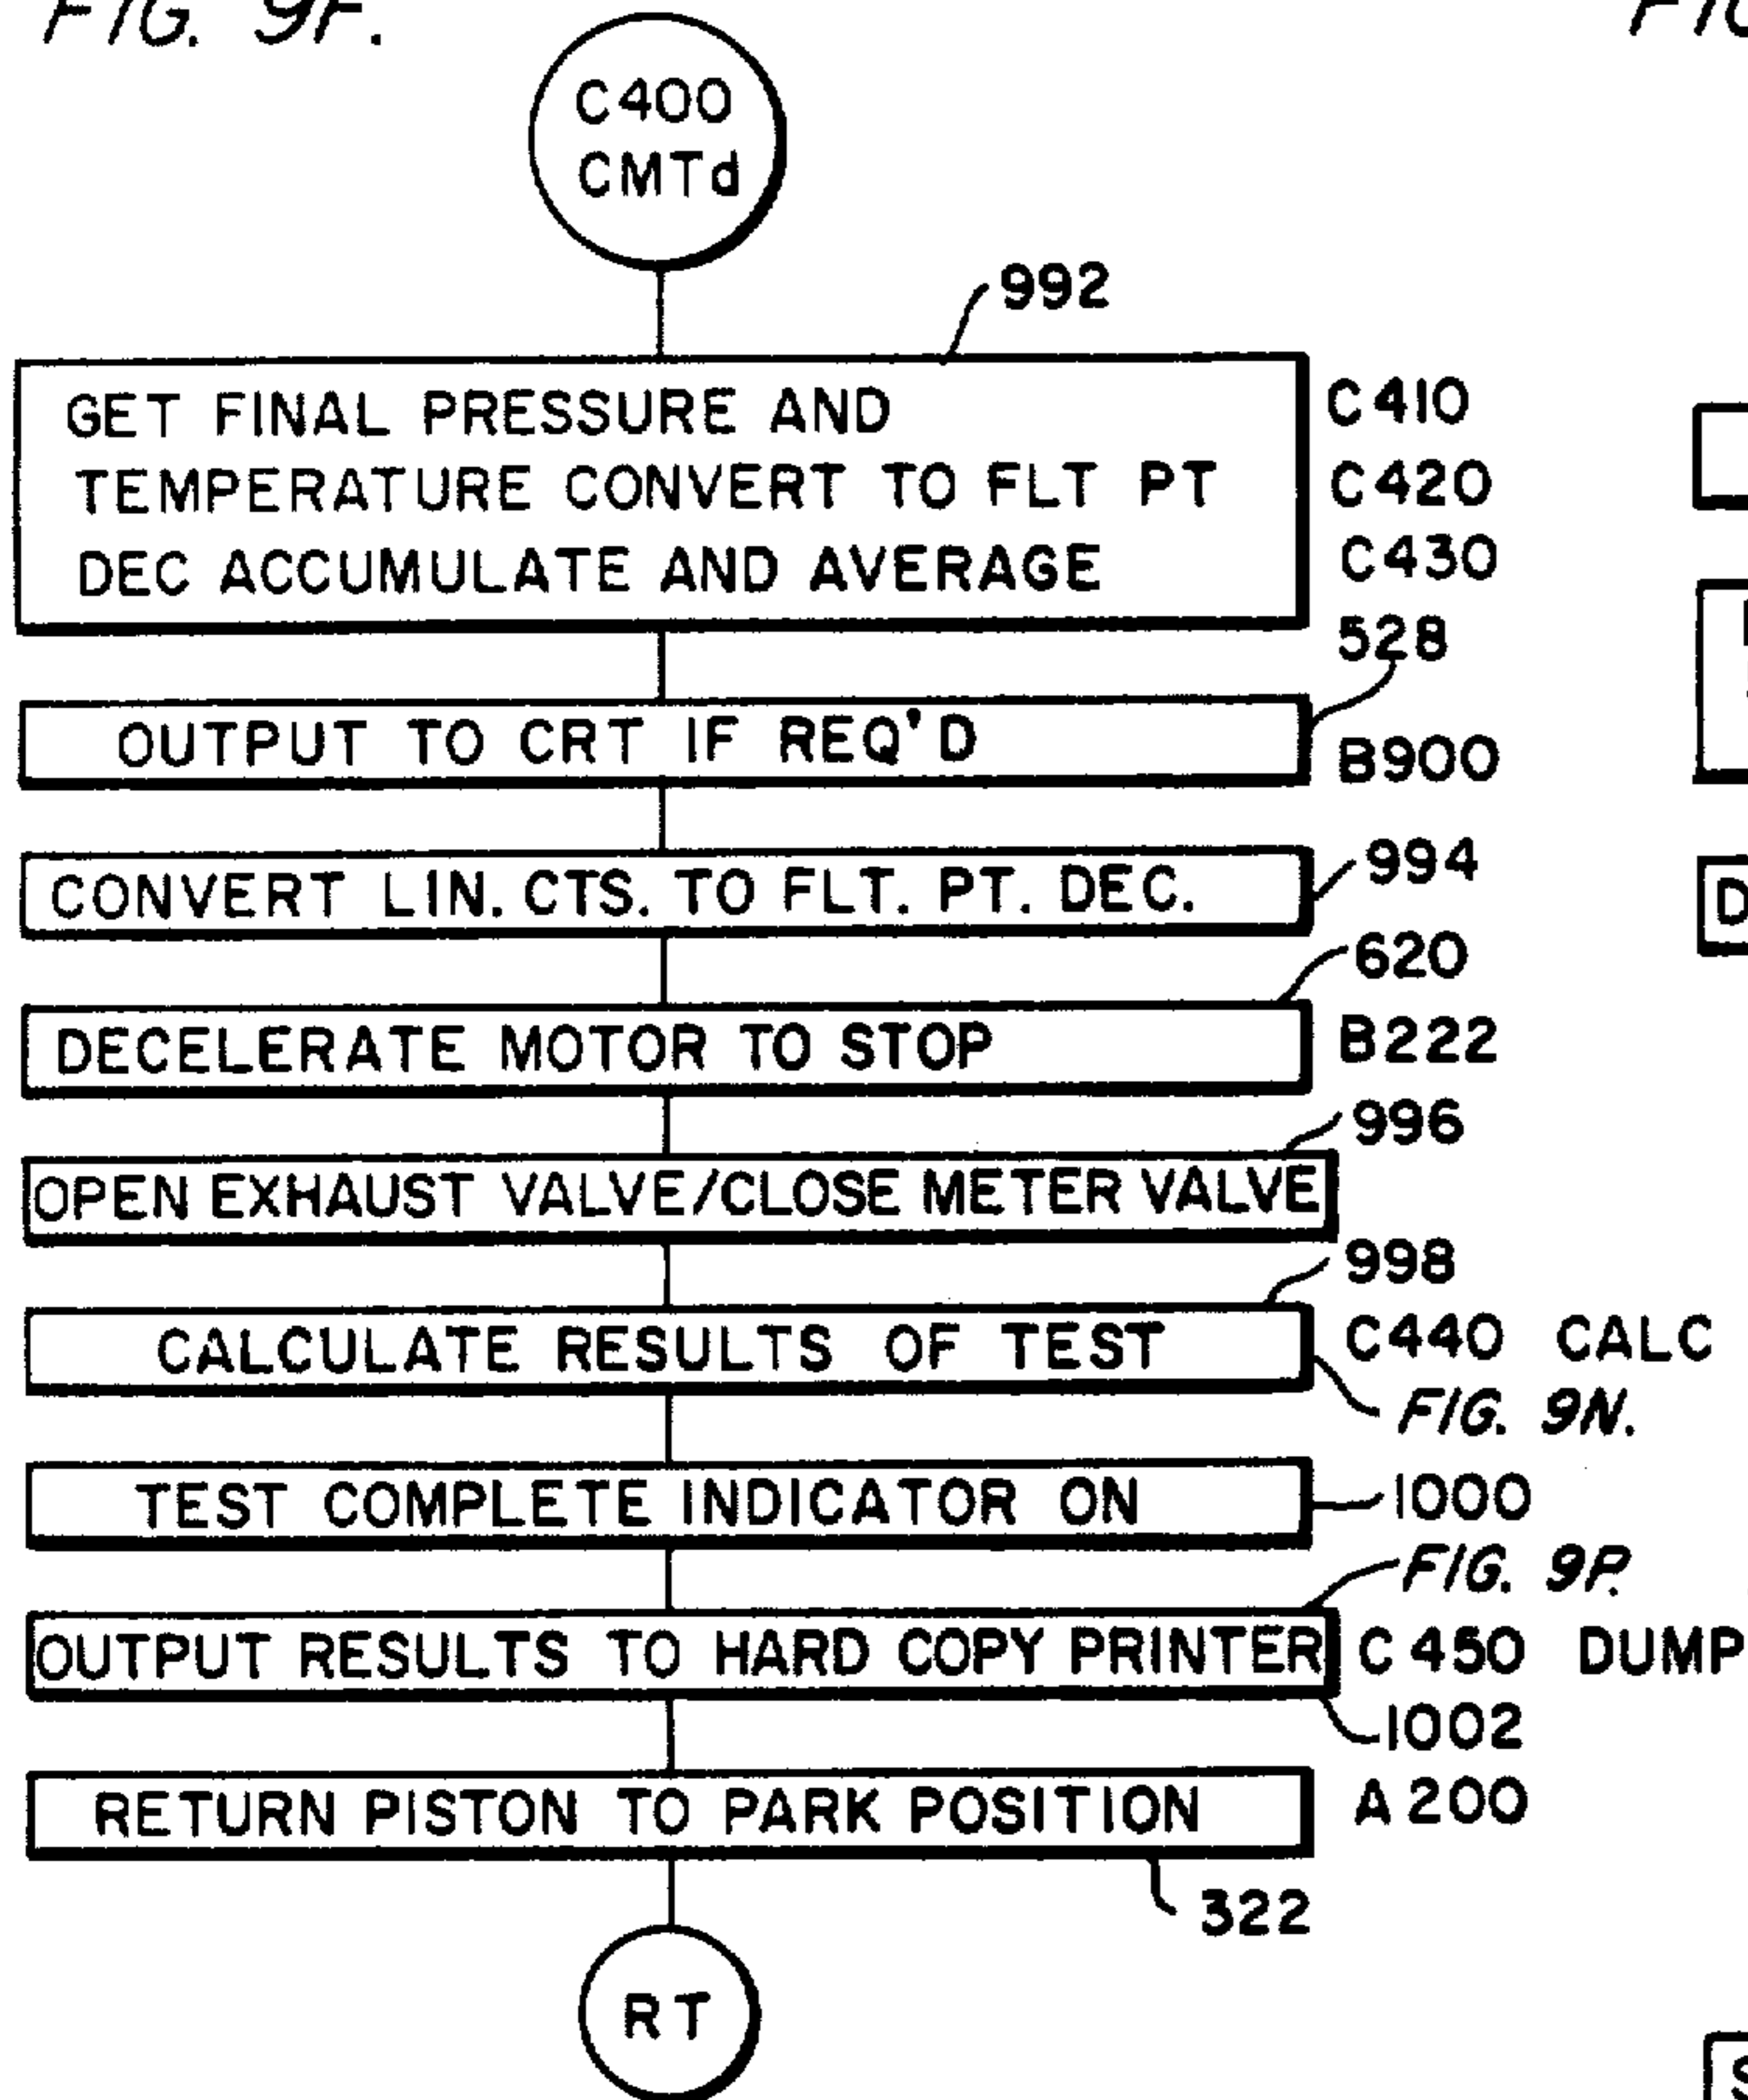 FIG. 9F.
C400
CMTd
992
GET FINAL PRESSURE AND
TEMPERATURE CONVERT TO FLT PT
DEC ACCUMULATE AND AVERAGE
C410
C420
C430
528
OUTPUT TO CRT IF REQ'D
B900
CONVERT LIN. CTS. TO FLT. PT. DEC.
994
620
DECELERATE MOTOR TO STOP
B222
996
OPEN EXHAUST VALVE/CLOSE METER VALVE
998
CALCULATE RESULTS OF TEST
C440 CALC
FIG. 9N.
TEST COMPLETE INDICATOR ON
1000
FIG. 9P.
OUTPUT RESULTS TO HARD COPY PRINTER
C450 DUMP
1002
RETURN PISTON TO PARK POSITION
A200
322
RT